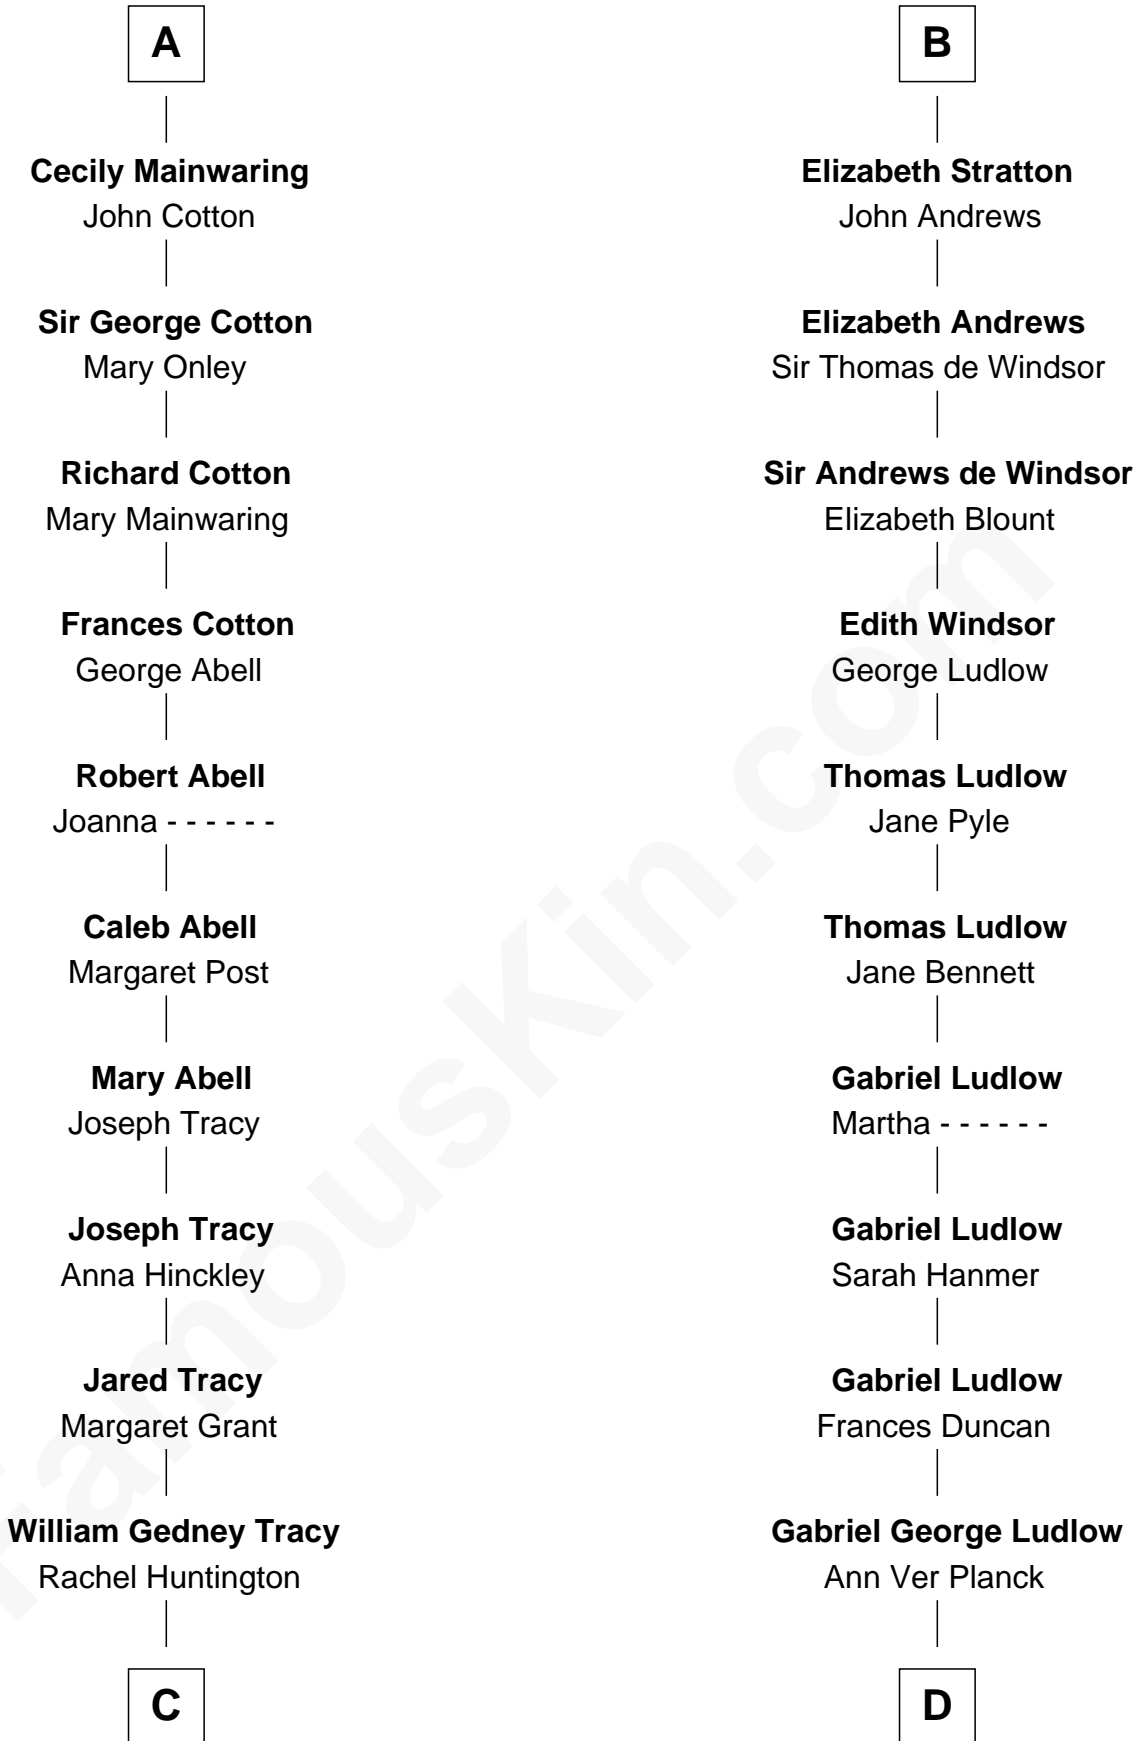 A
Cecily Mainwaring
John Cotton
Sir George Cotton
Mary Onley
Richard Cotton
Mary Mainwaring
Frances Cotton
George Abell
Robert Abell
Joanna - - - - - -
Caleb Abell
Margaret Post
Mary Abell
Joseph Tracy
Joseph Tracy
Anna Hinckley
Jared Tracy
Margaret Grant
William Gedney Tracy
Rachel Huntington
C
B
Elizabeth Stratton
John Andrews
Elizabeth Andrews
Sir Thomas de Windsor
Sir Andrews de Windsor
Elizabeth Blount
Edith Windsor
George Ludlow
Thomas Ludlow
Jane Pyle
Thomas Ludlow
Jane Bennett
Gabriel Ludlow
Martha - - - - - -
Gabriel Ludlow
Sarah Hanmer
Gabriel Ludlow
Frances Duncan
Gabriel George Ludlow
Ann Ver Planck
D
FamousKin.com